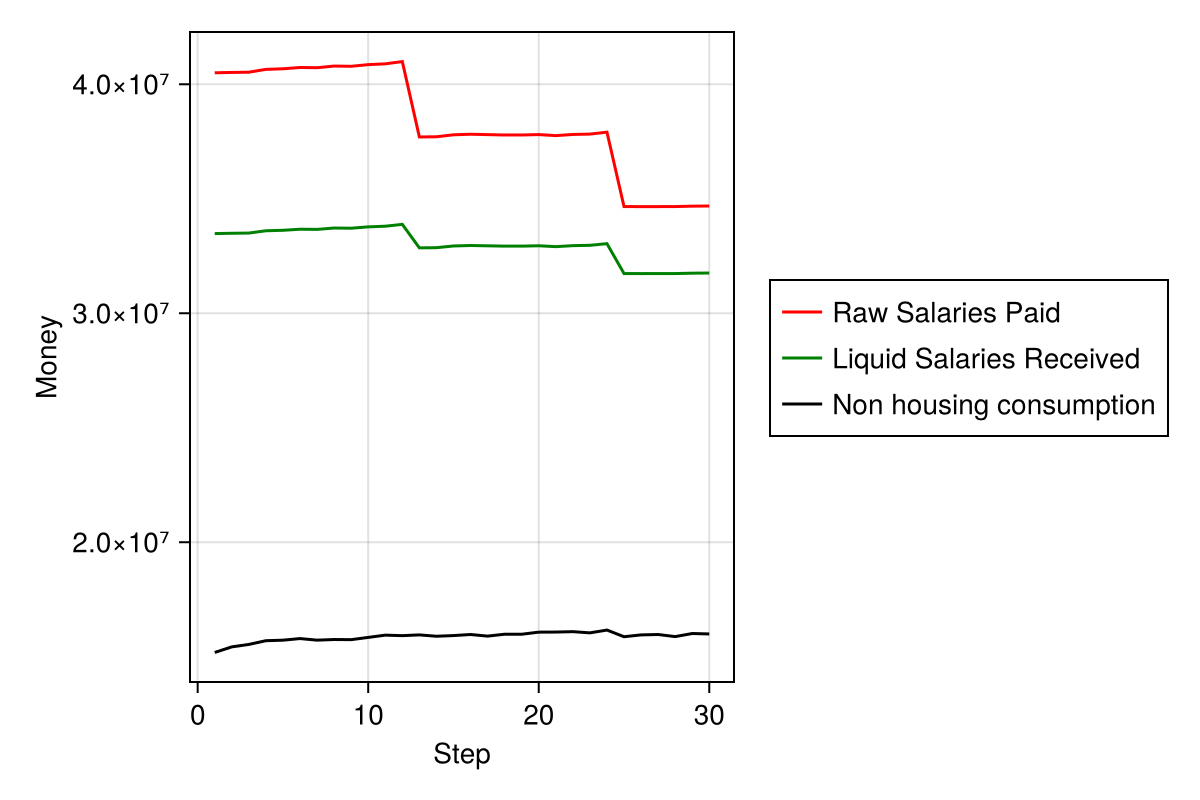 4.0×10⁷
3.0×10⁷
2.0×10⁷
Money
0 10 20 30
Step
Raw Salaries Paid
Liquid Salaries Received
Non housing consumption